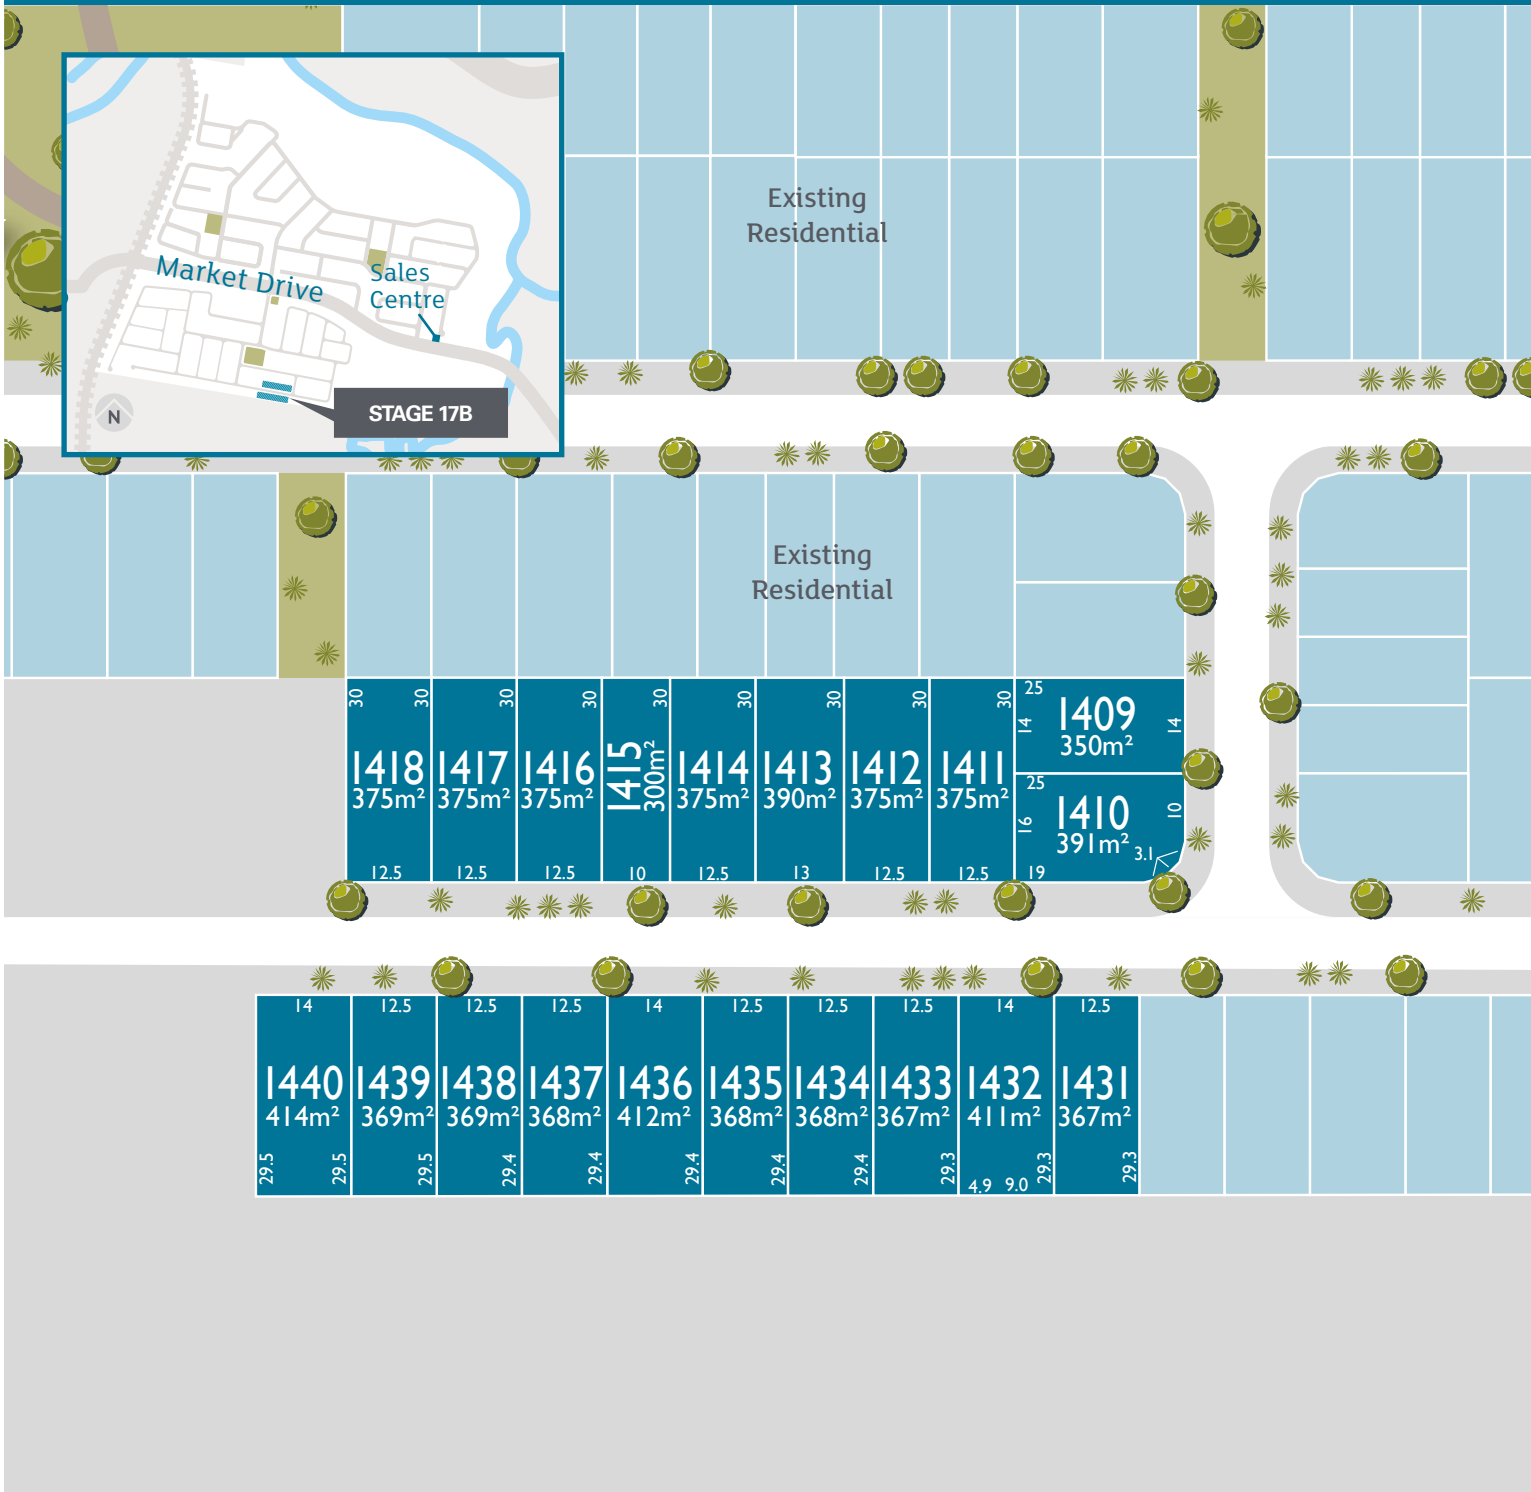 Existing
Residential
Market Drive
Sales
Centre
N
STAGE 17B
Existing
Residential
30
30
30
30
30
30
30
30
30
25
14
1409
350m²
14
1418
375m²
1417
375m²
1416
375m²
1415
300m²
1414
375m²
1413
390m²
1412
375m²
1411
375m²
25
16
1410
391m²
10
3.1
12.5
12.5
12.5
10
12.5
13
12.5
12.5
19
14
12.5
12.5
12.5
14
12.5
12.5
12.5
14
12.5
1440
414m²
1439
369m²
1438
369m²
1437
368m²
1436
412m²
1435
368m²
1434
368m²
1433
367m²
1432
411m²
1431
367m²
29.5
29.5
29.5
29.4
29.4
29.4
29.4
29.4
29.3
4.9
9.0
29.3
29.3